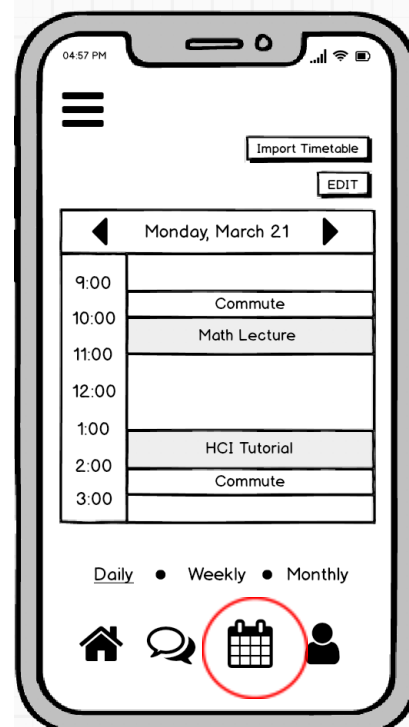 04:57 PM
Import Timetable
EDIT
Monday, March 21
9:00
Commute
10:00
Math Lecture
11:00
12:00
1:00
HCI Tutorial
2:00
Commute
3:00
Daily ● Weekly ● Monthly